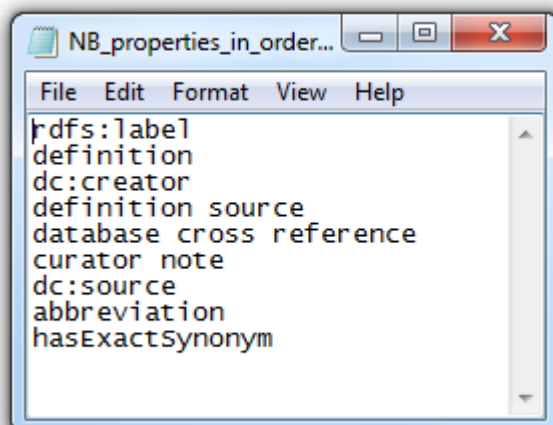 NB_properties_in_order...
File Edit Format View Help
rdfs:label
definition
dc:creator
definition source
database cross reference
curator note
dc:source
abbreviation
hasExactSynonym